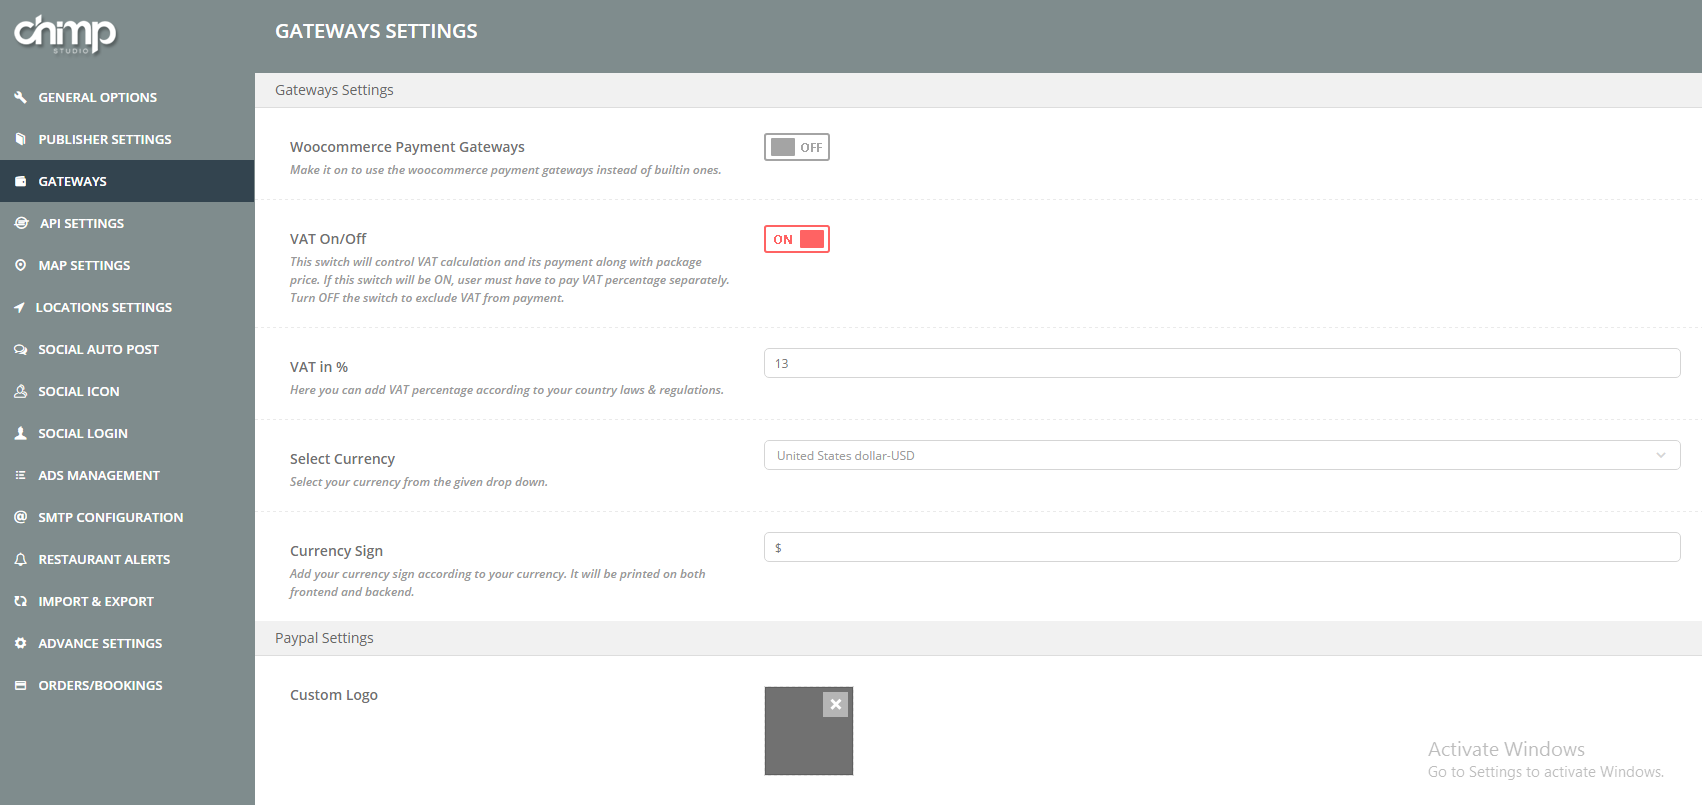 chimp
STUDIO
GATEWAYS SETTINGS
GENERAL OPTIONS
PUBLISHER SETTINGS
GATEWAYS
API SETTINGS
MAP SETTINGS
LOCATIONS SETTINGS
SOCIAL AUTO POST
SOCIAL ICON
SOCIAL LOGIN
ADS MANAGEMENT
SMTP CONFIGURATION
RESTAURANT ALERTS
IMPORT & EXPORT
ADVANCE SETTINGS
ORDERS/BOOKINGS
Gateways Settings
Woocommerce Payment Gateways
OFF
Make it on to use the woocommerce payment gateways instead of builtin ones.
VAT On/Off
ON
This switch will control VAT calculation and its payment along with package
price. If this switch will be ON, user must have to pay VAT percentage separately.
Turn OFF the switch to exclude VAT from payment.
VAT in %
13
Here you can add VAT percentage according to your country laws & regulations.
Select Currency
United States dollar-USD
Select your currency from the given drop down.
Currency Sign
$
Add your currency sign according to your currency. It will be printed on both
frontend and backend.
Paypal Settings
Custom Logo
Activate Windows
Go to Settings to activate Windows.